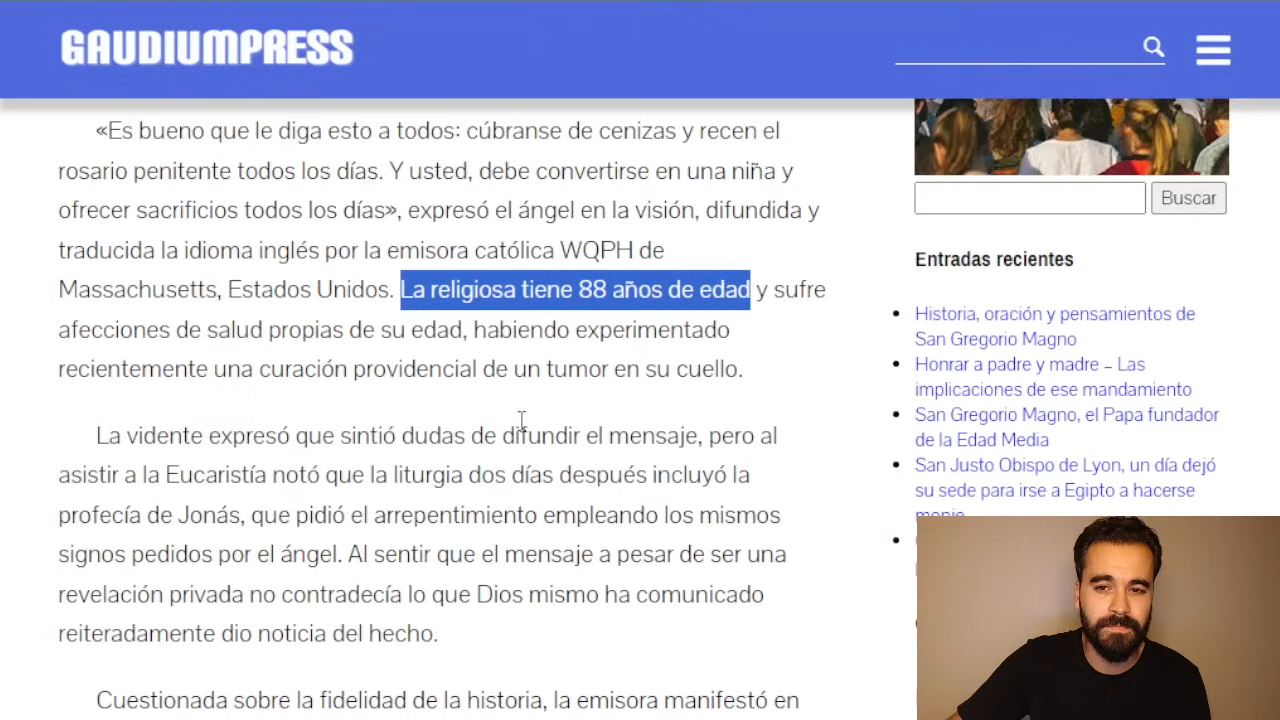 GAUDIUMPRESS
«Es bueno que le diga esto a todos: cúbranse de cenizas y recen el
rosario penitente todos los días. Y usted, debe convertirse en una niña y
ofrecer sacrificios todos los días», expresó el ángel en la visión, difundida y
traducida la idioma inglés por la emisora católica WQPH de
Massachusetts, Estados Unidos. La religiosa tiene 88 años de edad y sufre
afecciones de salud propias de su edad, habiendo experimentado
recientemente una curación providencial de un tumor en su cuello.
La vidente expresó que sintió dudas de difundir el mensaje, pero al
asistir a la Eucaristía notó que la liturgia dos días después incluyó la
profecía de Jonás, que pidió el arrepentimiento empleando los mismos
signos pedidos por el ángel. Al sentir que el mensaje a pesar de ser una
revelación privada no contradecía lo que Dios mismo ha comunicado
reiteradamente dio noticia del hecho.
Cuestionada sobre la fidelidad de la historia, la emisora manifestó en
Buscar
Entradas recientes
Historia, oración y pensamientos de
San Gregorio Magno
Honrar a padre y madre – Las
implicaciones de ese mandamiento
San Gregorio Magno, el Papa fundador
de la Edad Media
San Justo Obispo de Lyon, un día dejó
su sede para irse a Egipto a hacerse
monje